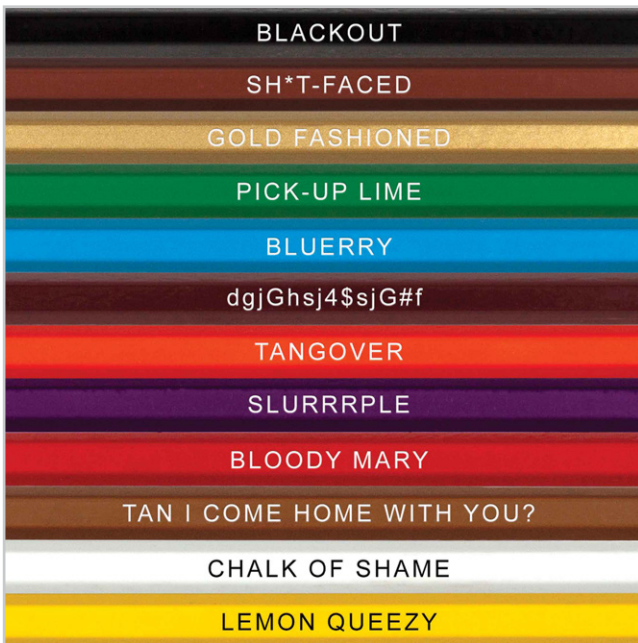 BLACKOUT
SH*T-FACED
GOLD FASHIONED
PICK-UP LIME
BLUERRY
dgjGhsj4$sjG#f
TANGOVER
SLURRRPLE
BLOODY MARY
TAN I COME HOME WITH YOU?
CHALK OF SHAME
LEMON QUEEZY